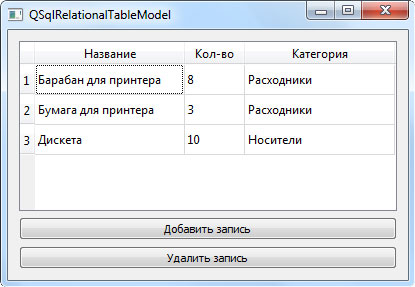 QSqlRelationalTableModel
Название Кол-во Категория
1 Барабан для принтера 8 Расходники
2 Бумага для принтера 3 Расходники
3 Дискета 10 Носители
Добавить запись
Удалить запись